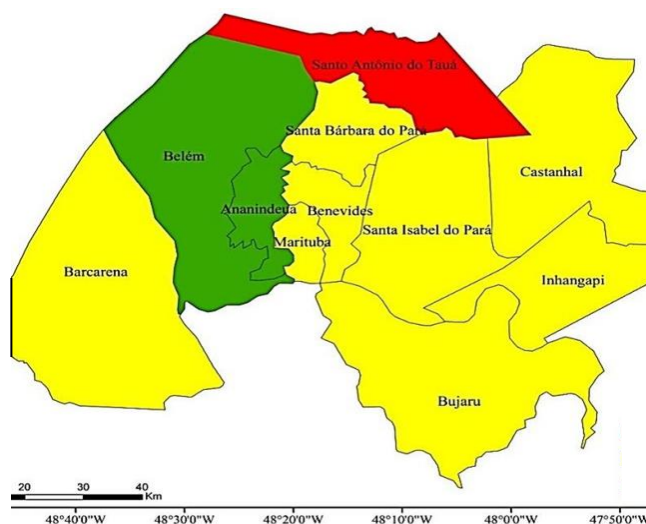 Santo Antônio do Tauá
Santa Bárbara do Pará
Belém
Castanhal
Ananindeua
Benevides
Santa Isabel do Pará
Marituba
Barcarena
Inhangapi
Bujaru
20 30 40
Km
48°40'0"W 48°30'0"W 48°20'0"W 48°10'0"W 48°0'0"W 47°50'0"W